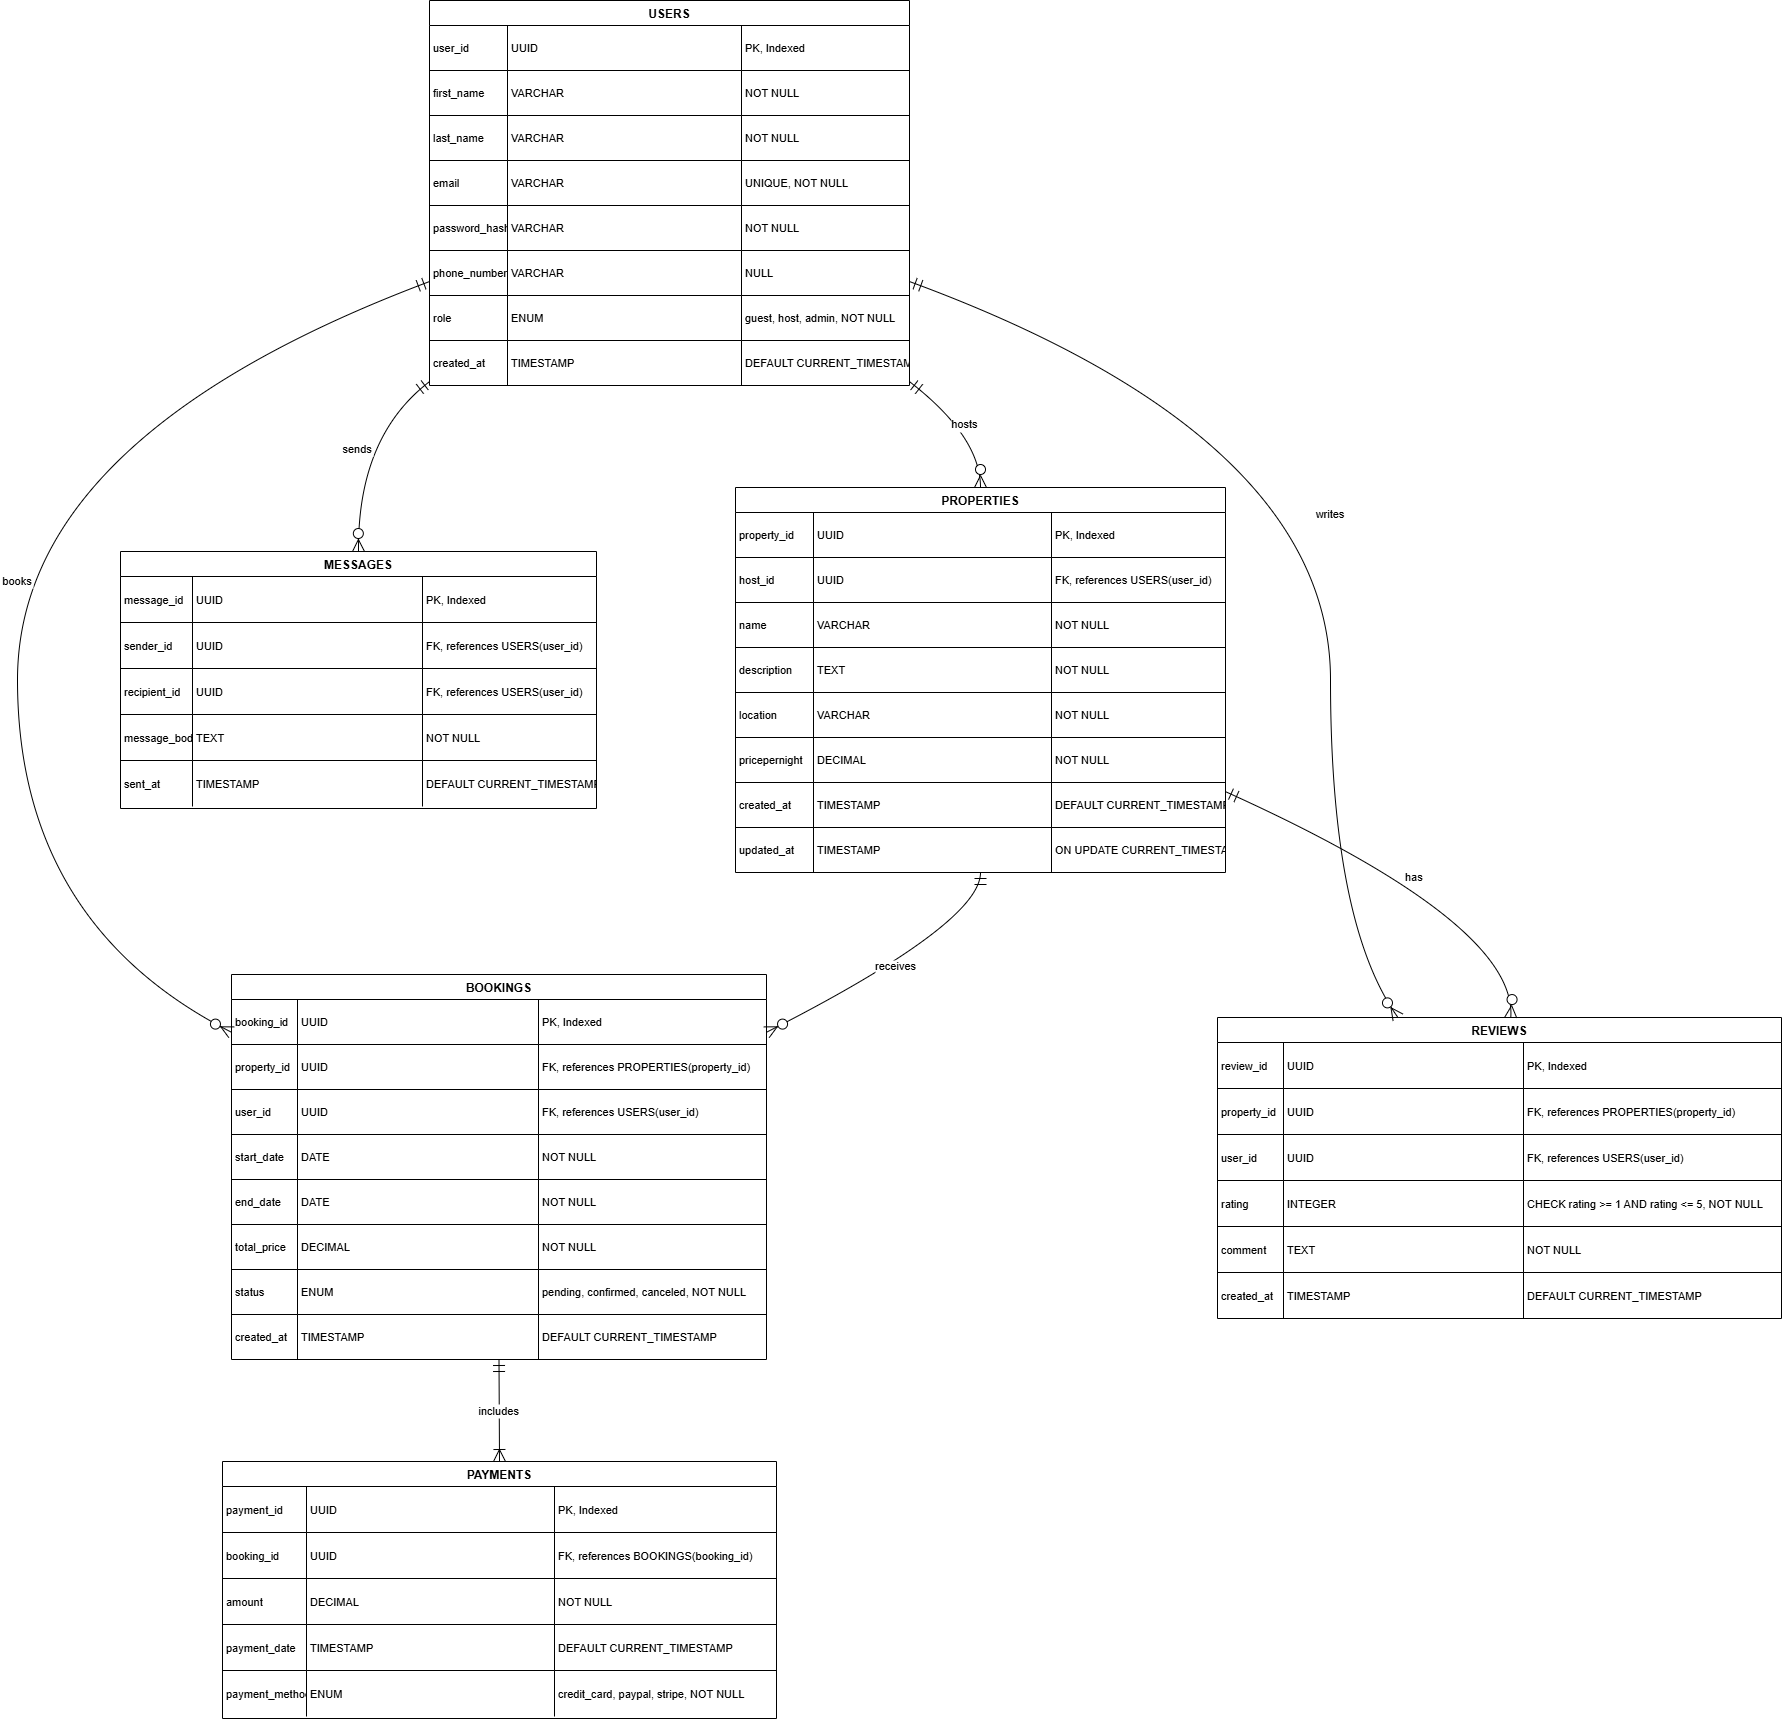 USERS
user_id UUID PK, Indexed
first_name VARCHAR NOT NULL
last_name VARCHAR NOT NULL
email VARCHAR UNIQUE, NOT NULL
password_hash VARCHAR NOT NULL
phone_number VARCHAR NULL
role ENUM guest, host, admin, NOT NULL
created_at TIMESTAMP DEFAULT CURRENT_TIMESTAM
hosts
sends
writes
books
PROPERTIES
property_id UUID PK, Indexed
host_id UUID FK, references USERS(user_id)
name VARCHAR NOT NULL
description TEXT NOT NULL
location VARCHAR NOT NULL
pricepernight DECIMAL NOT NULL
created_at TIMESTAMP DEFAULT CURRENT_TIMESTAMP
updated_at TIMESTAMP ON UPDATE CURRENT_TIMESTA
MESSAGES
message_id UUID PK, Indexed
sender_id UUID FK, references USERS(user_id)
recipient_id UUID FK, references USERS(user_id)
message_bod TEXT NOT NULL
sent_at TIMESTAMP DEFAULT CURRENT_TIMESTAMP
has
receives
BOOKINGS
booking_id UUID PK, Indexed
property_id UUID FK, references PROPERTIES(property_id)
user_id UUID FK, references USERS(user_id)
start_date DATE NOT NULL
end_date DATE NOT NULL
total_price DECIMAL NOT NULL
status ENUM pending, confirmed, canceled, NOT NULL
created_at TIMESTAMP DEFAULT CURRENT_TIMESTAMP
REVIEWS
review_id UUID PK, Indexed
property_id UUID FK, references PROPERTIES(property_id)
user_id UUID FK, references USERS(user_id)
rating INTEGER CHECK rating >= 1 AND rating <= 5, NOT NULL
comment TEXT NOT NULL
created_at TIMESTAMP DEFAULT CURRENT_TIMESTAMP
includes
PAYMENTS
payment_id UUID PK, Indexed
booking_id UUID FK, references BOOKINGS(booking_id)
amount DECIMAL NOT NULL
payment_date TIMESTAMP DEFAULT CURRENT_TIMESTAMP
payment_metho ENUM credit_card, paypal, stripe, NOT NULL